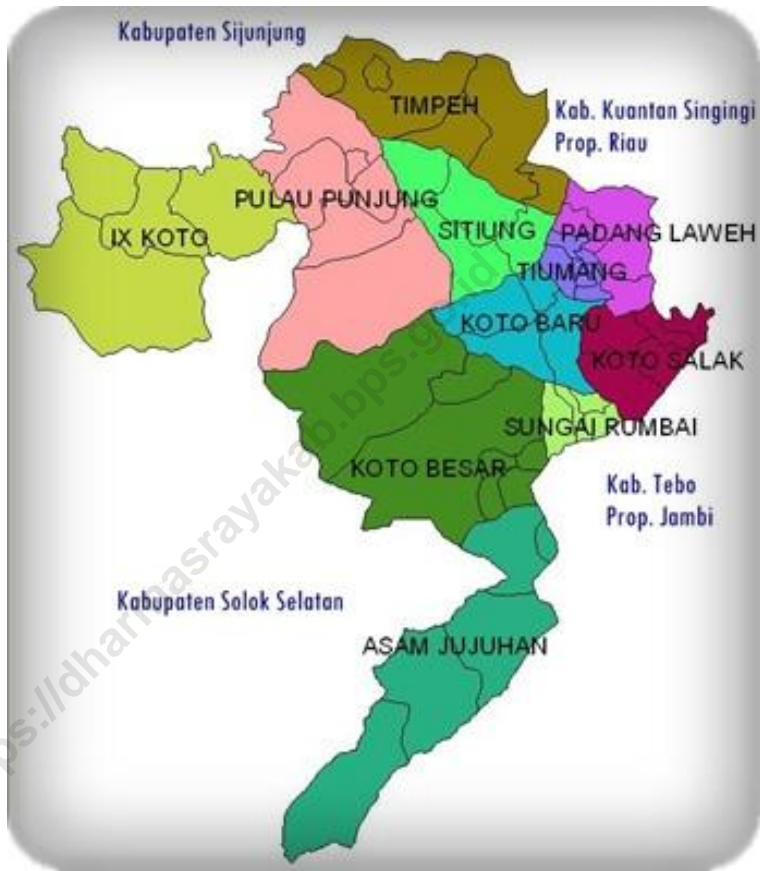 Kabupaten Sijunjung
TIMPEH
Kab. Kuantan Singingi
Prop. Riau
PULAU PUNJUNG
IX KOTO
SITIUNG
PADANG LAWEH
TIUMANG
KOTO BARU
KOTO SALAK
SUNGAI RUMBAI
KOTO BESAR
Kab. Tebo
Prop. Jambi
Kabupaten Solok Selatan
ASAM JUJUHAN
ps://dharmasrayakab.bps.go.id